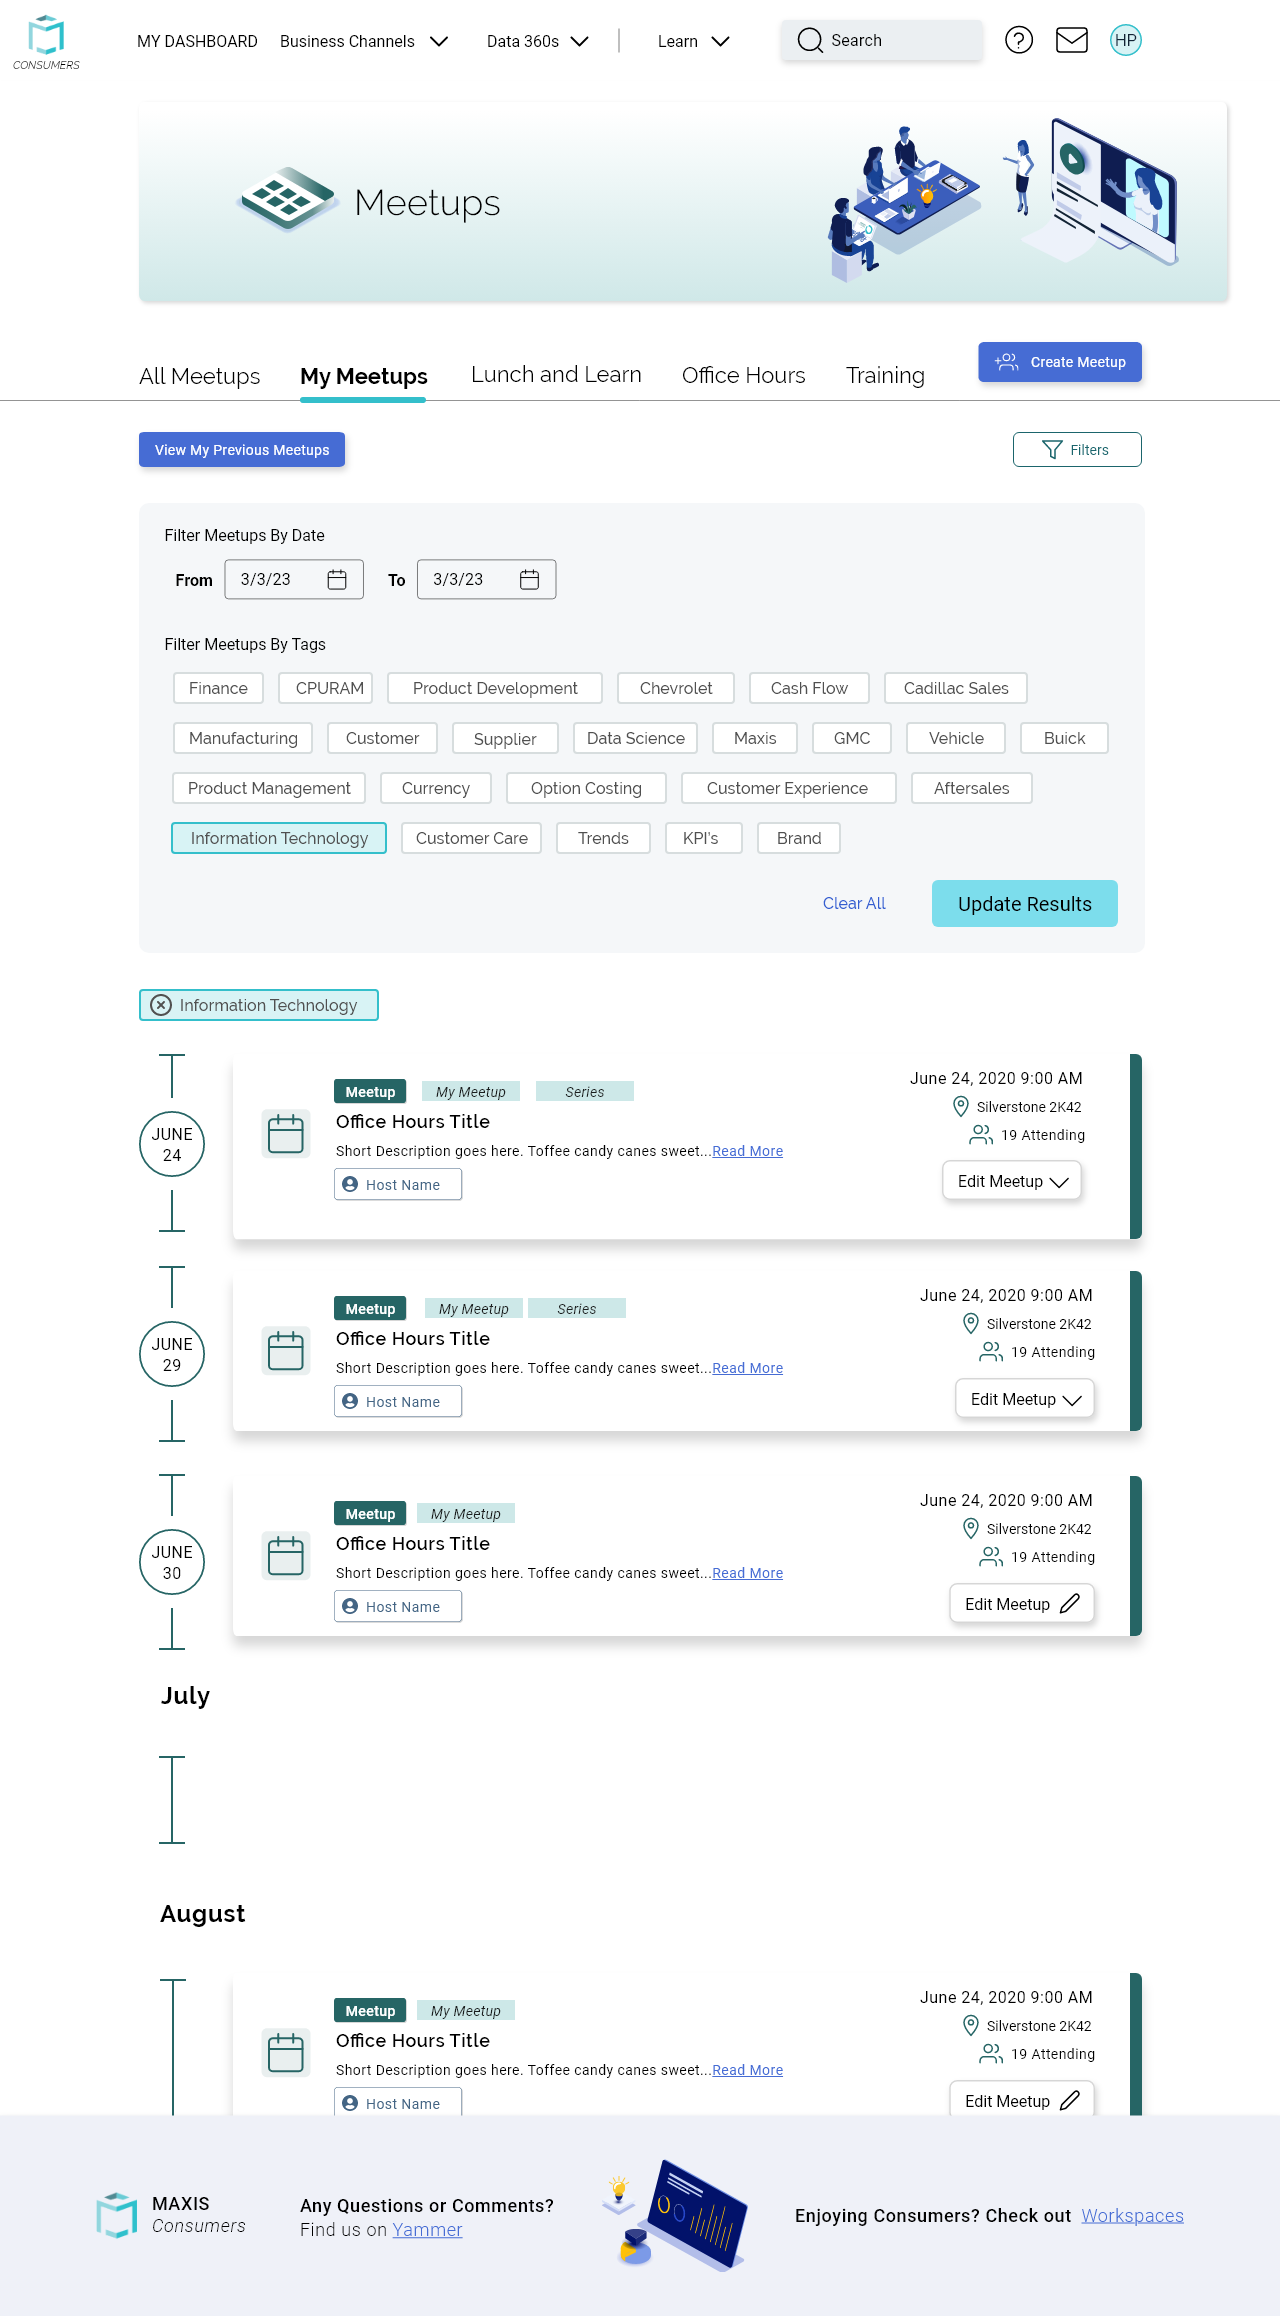 CONSUMERS
MY DASHBOARD Business Channels Data 360s Learn Search HP
Meetups
All Meetups My Meetups Lunch and Learn Office Hours Training Create Meetup
View My Previous Meetups Filters
Filter Meetups By Date
From 3/3/23 To 3/3/23
Filter Meetups By Tags
Finance CPURAM Product Development Chevrolet Cash Flow Cadillac Sales
Manufacturing Customer Supplier Data Science Maxis GMC Vehicle Buick
Product Management Currency Option Costing Customer Experience Aftersales
Information Technology Customer Care Trends KPI's Brand
Clear All Update Results
Information Technology
JUNE
24
Meetup My Meetup Series
Office Hours Title
Short Description goes here. Toffee candy canes sweet...Read More
Host Name
June 24, 2020 9:00 AM
Silverstone 2K42
19 Attending
Edit Meetup
JUNE
29
Meetup My Meetup Series
Office Hours Title
Short Description goes here. Toffee candy canes sweet...Read More
Host Name
June 24, 2020 9:00 AM
Silverstone 2K42
19 Attending
Edit Meetup
JUNE
30
Meetup My Meetup
Office Hours Title
Short Description goes here. Toffee candy canes sweet...Read More
Host Name
June 24, 2020 9:00 AM
Silverstone 2K42
19 Attending
Edit Meetup
July
August
Meetup My Meetup
Office Hours Title
Short Description goes here. Toffee candy canes sweet...Read More
Host Name
June 24, 2020 9:00 AM
Silverstone 2K42
19 Attending
Edit Meetup
MAXIS
Consumers
Any Questions or Comments?
Find us on Yammer
Enjoying Consumers? Check out Workspaces